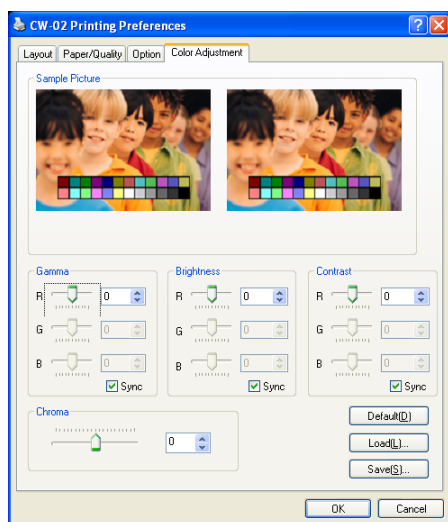 CW-02 Printing Preferences
Layout Paper/Quality Option Color Adjustment
Sample Picture
Gamma Brightness Contrast
R 0 R 0 R 0
G 0 G 0 G 0
B 0 B 0 B 0
Sync Sync Sync
Chroma
0
Default(D)
Load(L)...
Save(S)...
OK Cancel